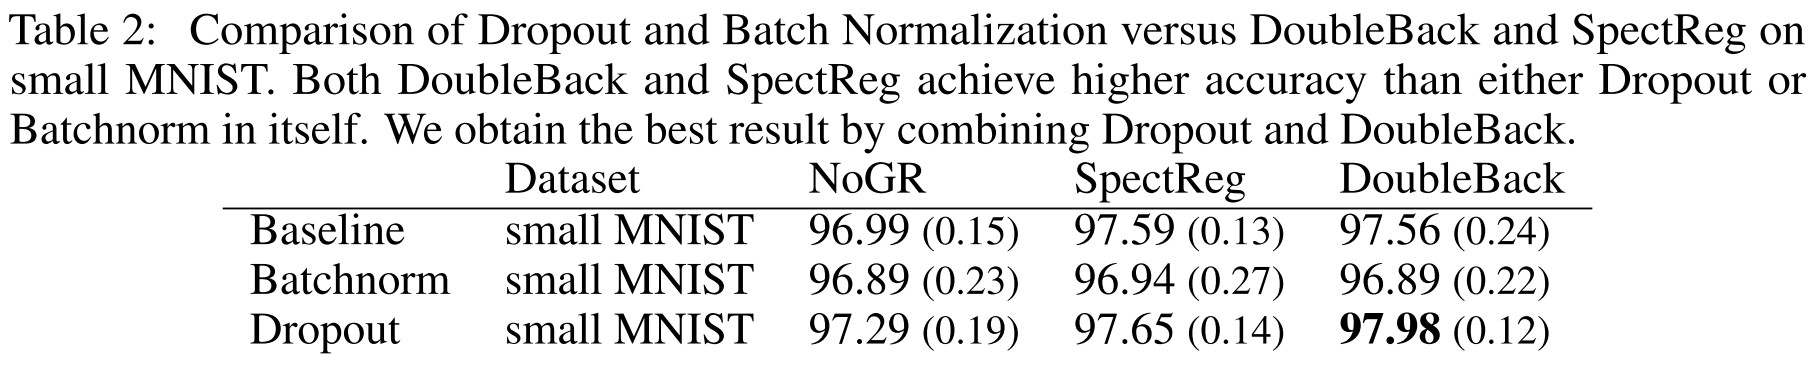 Table 2: Comparison of Dropout and Batch Normalization versus DoubleBack and SpectReg on
small MNIST. Both DoubleBack and SpectReg achieve higher accuracy than either Dropout or
Batchnorm in itself. We obtain the best result by combining Dropout and DoubleBack.
Dataset NoGR SpectReg DoubleBack
Baseline small MNIST 96.99 (0.15) 97.59 (0.13) 97.56 (0.24)
Batchnorm small MNIST 96.89 (0.23) 96.94 (0.27) 96.89 (0.22)
Dropout small MNIST 97.29 (0.19) 97.65 (0.14) 97.98 (0.12)